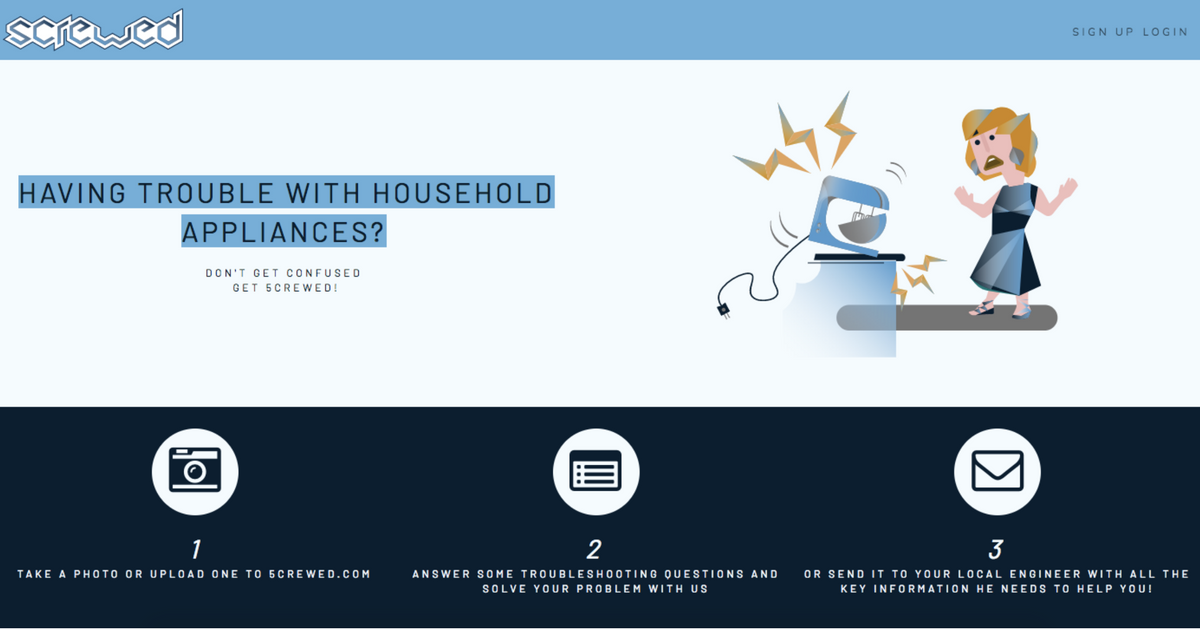 screwed
SIGN UP LOGIN
HAVING TROUBLE WITH HOUSEHOLD
APPLIANCES?
DON'T GET CONFUSED
GET 5CREWED!
1
TAKE A PHOTO OR UPLOAD ONE TO 5CREWED.COM
2
ANSWER SOME TROUBLESHOOTING QUESTIONS AND
SOLVE YOUR PROBLEM WITH US
3
OR SEND IT TO YOUR LOCAL ENGINEER WITH ALL THE
KEY INFORMATION HE NEEDS TO HELP YOU!